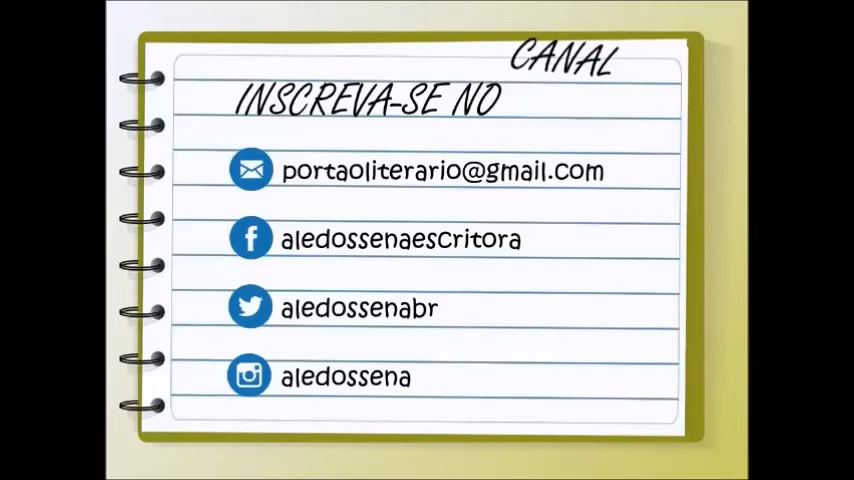 CANAL
INSCREVA-SE NO
portaoliterario@gmail.com
aledossenaescritora
aledossenabr
aledossena